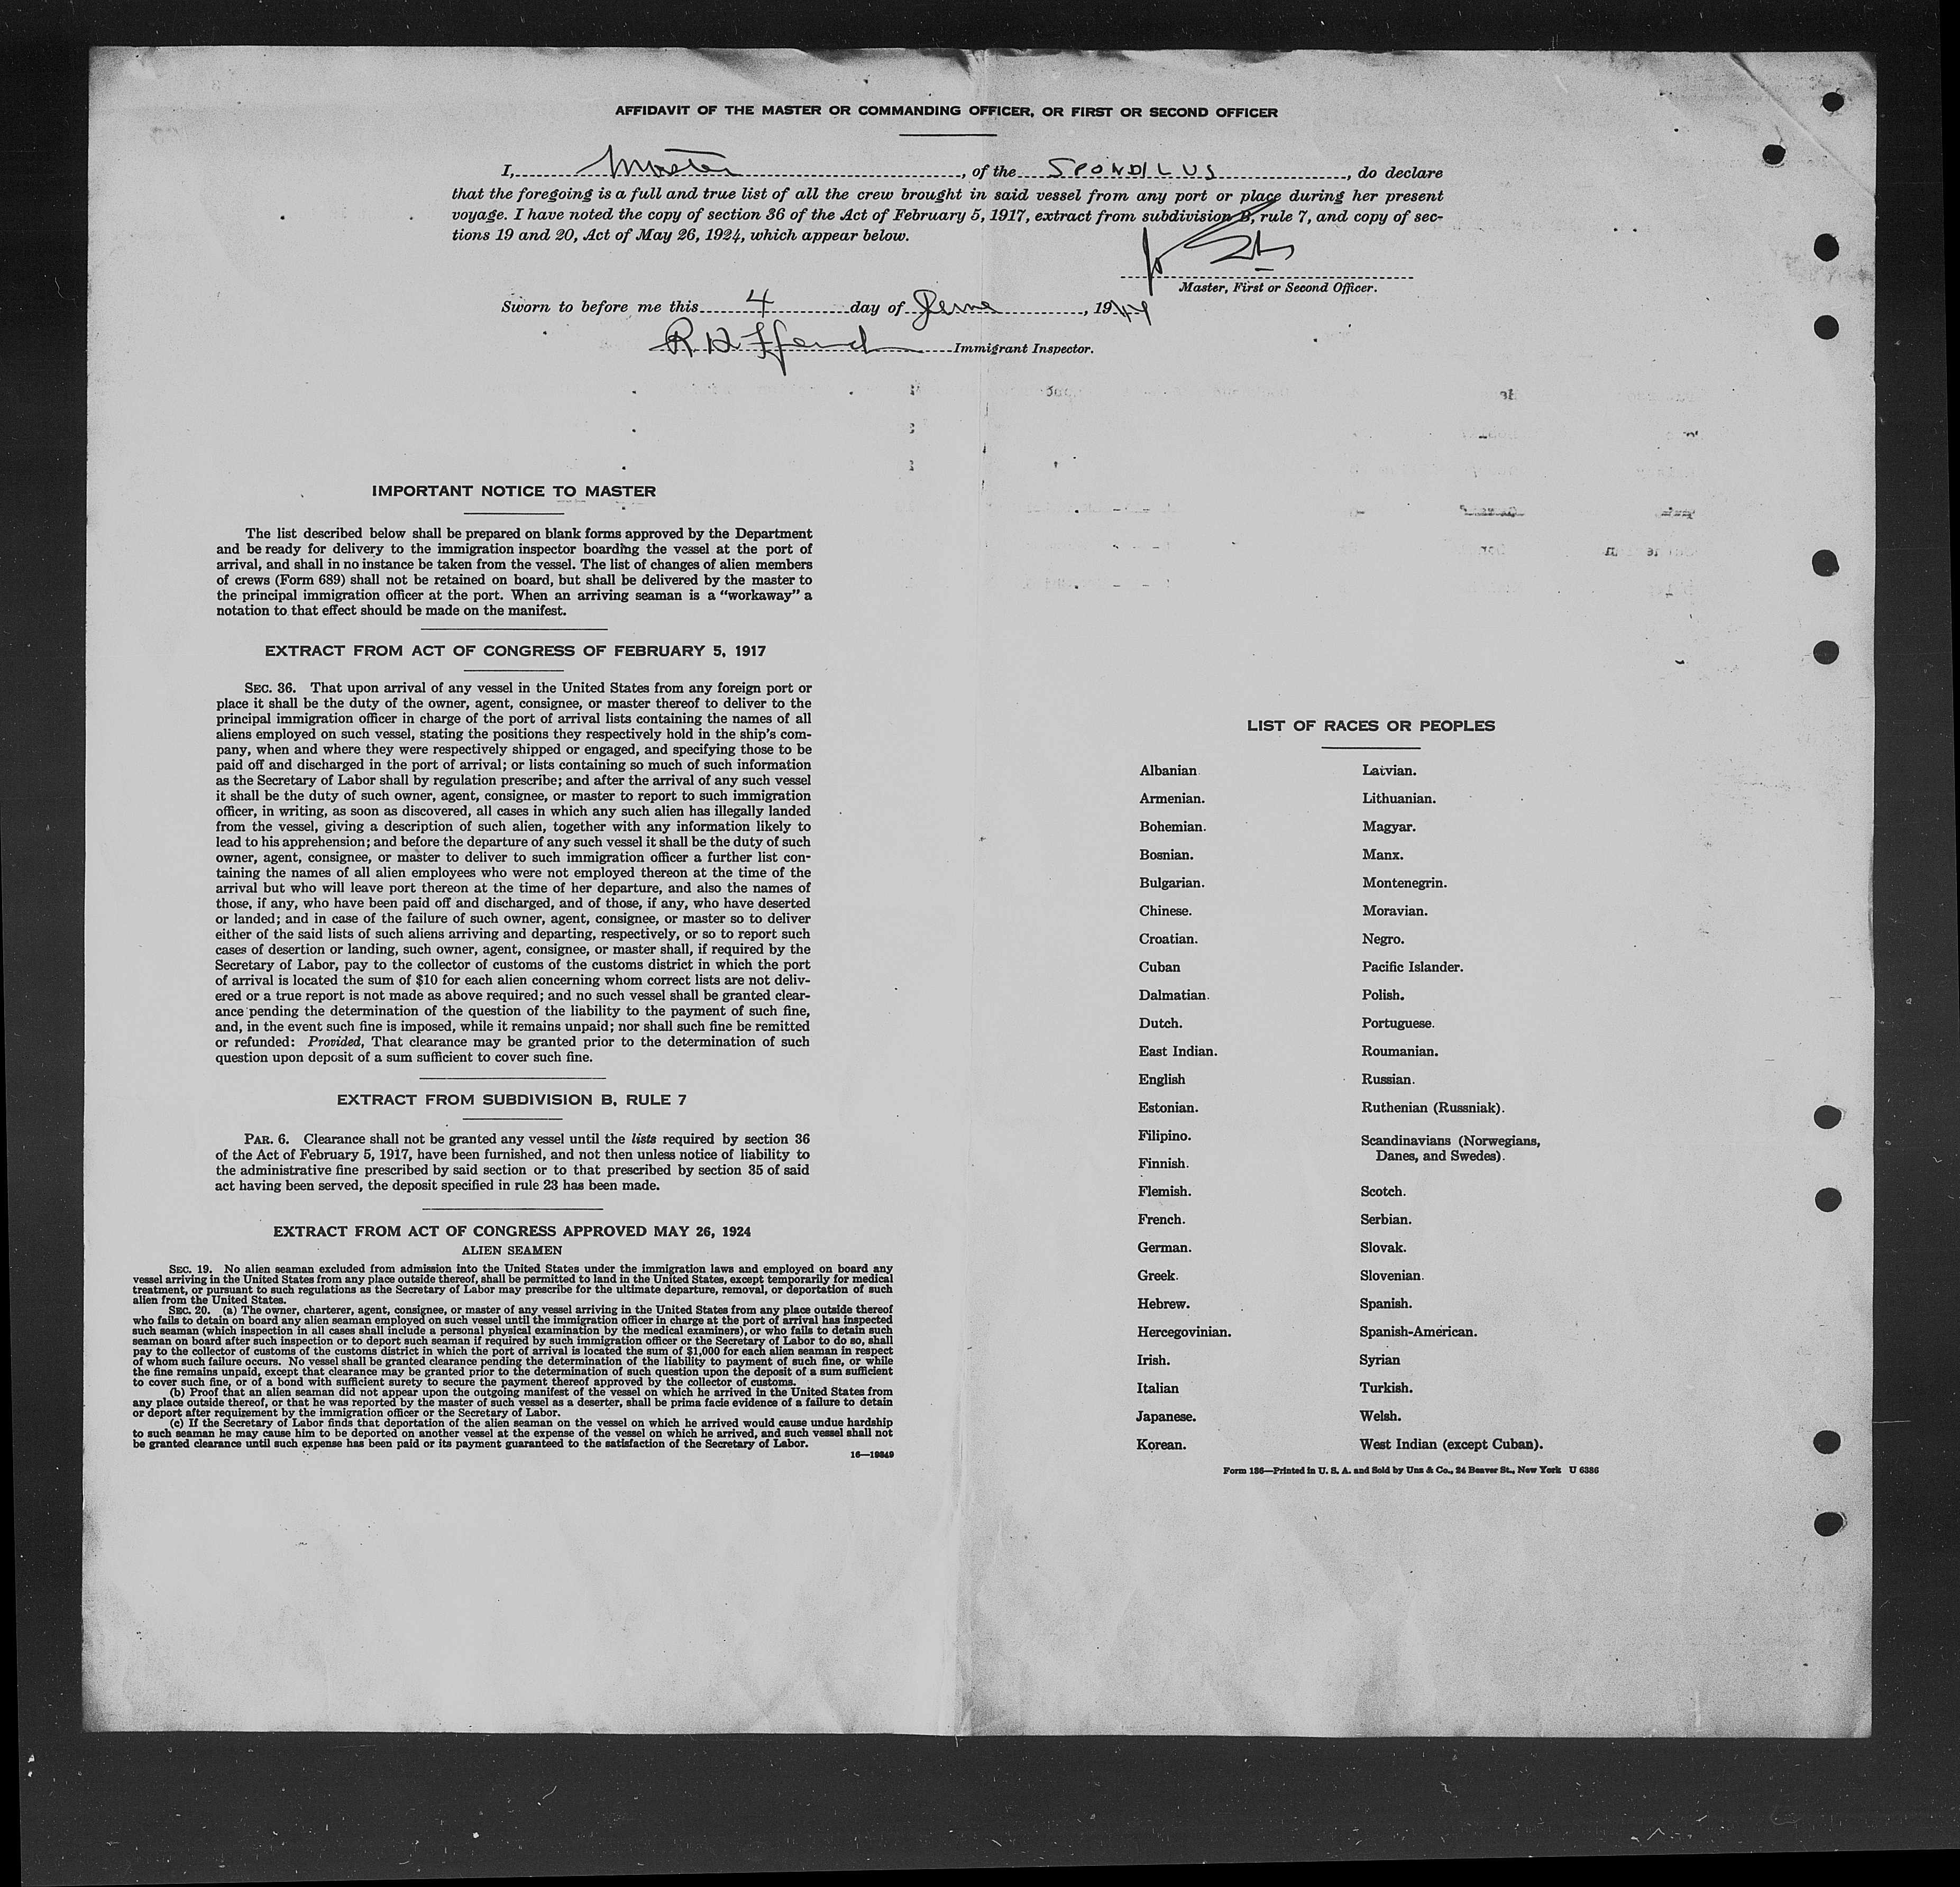 AFFIDAVIT OF THE MASTER OR COMMANDING OFFICER, OR FIRST OR SECOND OFFICER
I, Master, of the SPONDILUS, do declare
that the foregoing is a full and true list of all the crew brought in said vessel from any port or place during her present
voyage. I have noted the copy of section 36 of the Act of February 5, 1917, extract from subdivision B, rule 7, and copy of sec-
tions 19 and 20, Act of May 26, 1924, which appear below.
Master, First or Second Officer.
Sworn to before me this 4 day of June, 1944
Immigrant Inspector.
IMPORTANT NOTICE TO MASTER
The list described below shall be prepared on blank forms approved by the Department
and be ready for delivery to the immigration inspector boarding the vessel at the port of
arrival, and shall in no instance be taken from the vessel. The list of changes of alien members
of crews (Form 689) shall not be retained on board, but shall be delivered by the master to
the principal immigration officer at the port. When an arriving seaman is a "workaway" a
notation to that effect should be made on the manifest.
EXTRACT FROM ACT OF CONGRESS OF FEBRUARY 5, 1917
SEC. 36. That upon arrival of any vessel in the United States from any foreign port or
place it shall be the duty of the owner, agent, consignee, or master thereof to deliver to the
principal immigration officer in charge of the port of arrival lists containing the names of all
aliens employed on such vessel, stating the positions they respectively hold in the ship's com-
pany, when and where they were respectively shipped or engaged, and specifying those to be
paid off and discharged in the port of arrival; or lists containing so much of such information
as the Secretary of Labor shall by regulation prescribe; and after the arrival of any such vessel
it shall be the duty of such owner, agent, consignee, or master to report to such immigration
officer, in writing, as soon as discovered, all cases in which any such alien has illegally landed
from the vessel, giving a description of such alien, together with any information likely to
lead to his apprehension; and before the departure of any such vessel it shall be the duty of such
owner, agent, consignee, or master to deliver to such immigration officer a further list con-
taining the names of all alien employees who were not employed thereon at the time of the
arrival but who will leave port thereon at the time of her departure, and also the names of
those, if any, who have been paid off and discharged, and of those, if any, who have deserted
or landed; and in case of the failure of such owner, agent, consignee, or master so to deliver
either of the said lists of such aliens arriving and departing, respectively, or so to report such
cases of desertion or landing, such owner, agent, consignee, or master shall, if required by the
Secretary of Labor, pay to the collector of customs of the customs district in which the port
of arrival is located the sum of $10 for each alien concerning whom correct lists are not deliv-
ered or a true report is not made as above required; and no such vessel shall be granted clear-
ance pending the determination of the question of the liability to the payment of such fine,
and, in the event such fine is imposed, while it remains unpaid; nor shall such fine be remitted
or refunded: Provided, That clearance may be granted prior to the determination of such
question upon deposit of a sum sufficient to cover such fine.
EXTRACT FROM SUBDIVISION B, RULE 7
PAR. 6. Clearance shall not be granted any vessel until the lists required by section 36
of the Act of February 5, 1917, have been furnished, and not then unless notice of liability to
the administrative fine prescribed by said section or to that prescribed by section 35 of said
act having been served, the deposit specified in rule 23 has been made.
EXTRACT FROM ACT OF CONGRESS APPROVED MAY 26, 1924
ALIEN SEAMEN
SEC. 19. No alien seaman excluded from admission into the United States under the immigration laws and employed on board any
vessel arriving in the United States from any place outside thereof, shall be permitted to land in the United States, except temporarily for medical
treatment, or pursuant to such regulations as the Secretary of Labor may prescribe for the ultimate departure, removal, or deportation of such
alien from the United States.
SEC. 20. (a) The owner, charterer, agent, consignee, or master of any vessel arriving in the United States from any place outside thereof
who fails to detain on board any alien seaman employed on such vessel until the immigration officer in charge at the port of arrival has inspected
such seaman (which inspection in all cases shall include a personal physical examination by the medical examiners), or who fails to detain such
seaman on board after such inspection or to deport such seaman if required by such immigration officer or the Secretary of Labor to do so, shall
pay to the collector of customs of the customs district in which the port of arrival is located the sum of $1,000 for each alien seaman in respect
of whom such failure occurs. No vessel shall be granted clearance pending the determination of the liability to payment of such fine, or while
the fine remains unpaid, except that clearance may be granted prior to the determination of such question upon the deposit of a sum sufficient
to cover such fine, or of a bond with sufficient surety to secure the payment thereof approved by the collector of customs.
(b) Proof that an alien seaman did not appear upon the outgoing manifest of the vessel on which he arrived in the United States from
any place outside thereof, or that he was reported by the master of such vessel as a deserter, shall be prima facie evidence of a failure to detain
or deport after requirement by the immigration officer or the Secretary of Labor.
(c) If the Secretary of Labor finds that deportation of the alien seaman on the vessel on which he arrived would cause undue hardship
to such seaman he may cause him to be deported on another vessel at the expense of the vessel on which he arrived, and such vessel shall not
be granted clearance until such expense has been paid or its payment guaranteed to the satisfaction of the Secretary of Labor.
16—19849
LIST OF RACES OR PEOPLES
Albanian
Armenian.
Bohemian.
Bosnian.
Bulgarian.
Chinese.
Croatian.
Cuban
Dalmatian.
Dutch.
East Indian.
English
Estonian.
Filipino.
Finnish.
Flemish.
French.
German.
Greek.
Hebrew.
Hercegovinian.
Irish.
Italian
Japanese.
Korean.
Latvian.
Lithuanian.
Magyar.
Manx.
Montenegrin.
Moravian.
Negro.
Pacific Islander.
Polish.
Portuguese.
Roumanian.
Russian.
Ruthenian (Russniak).
Scandinavians (Norwegians,
Danes, and Swedes).
Scotch.
Serbian.
Slovak.
Slovenian.
Spanish.
Spanish-American.
Syrian
Turkish.
Welsh.
West Indian (except Cuban).
Form 186—Printed in U. S. A. and Sold by Unz & Co., 24 Beaver St., New York U 6386